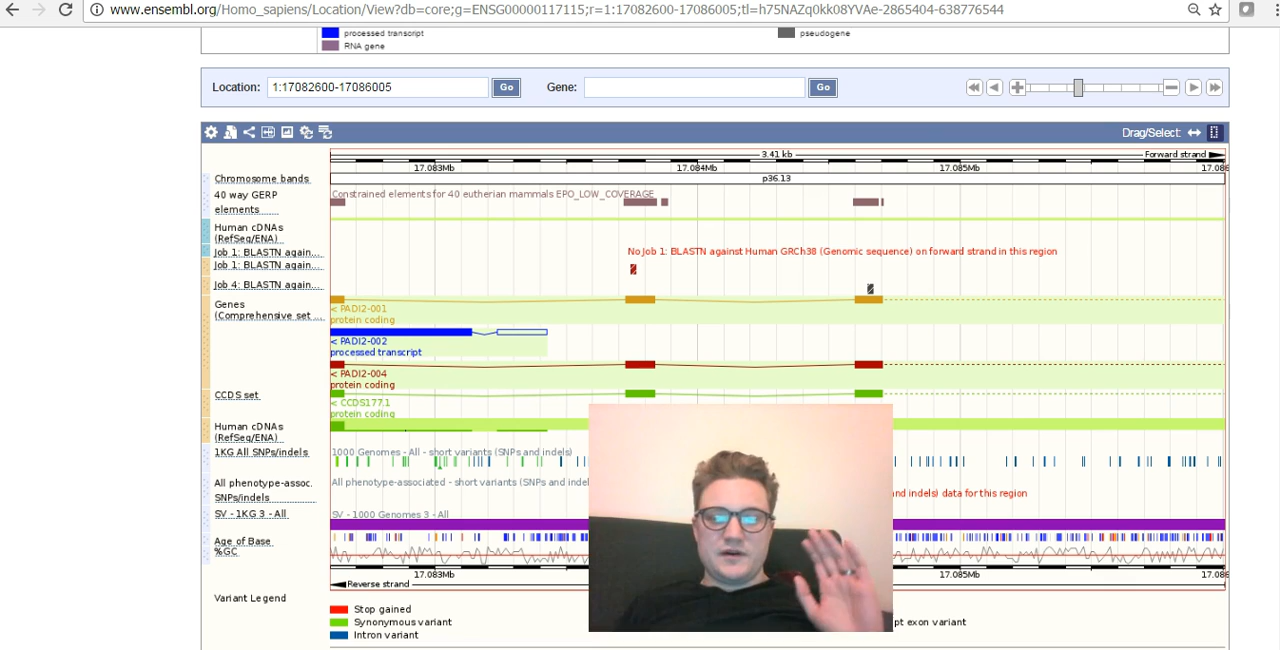 www.ensembl.org/Homo_sapiens/Location/View?db=core;g=ENSG00000117115;r=1:17082600-17086005;tl=h75NAZq0kk08YVAe-2865404-638776544
processed transcript
pseudogene
RNA gene
Location: 1:17082600-17086005 Go Gene: Go
Drag/Select:
3.41 kb Forward strand
17.083Mb 17.084Mb 17.085Mb 17.086
Chromosome bands p36.13
40 way GERP elements
Constrained elements for 40 eutherian mammals EPO_LOW_COVERAGE
Human cDNAs
(RefSeq/ENA)
Job 1: BLASTN again...
No Job 1: BLASTN against Human GRCh38 (Genomic sequence) on forward strand in this region
Job 1: BLASTN again...
Job 4: BLASTN again...
Genes
(Comprehensive set ...
< PADI2-001
protein coding
< PADI2-002
processed transcript
< PADI2-004
protein coding
CCDS set
< CCDS177.1
protein coding
Human cDNAs
(RefSeq/ENA)
1KG All SNPs/indels
1000 Genomes - All - short variants (SNPs and indels)
All phenotype-assoc.
SNPs/indels
All phenotype-associated - short variants (SNPs and indel
nd indels) data for this region
SV - 1KG 3 - All
SV - 1000 Genomes 3 - All
Age of Base
%GC
17.083Mb 17.085Mb 17.086
Reverse strand
Variant Legend
Stop gained
Synonymous variant
pt exon variant
Intron variant